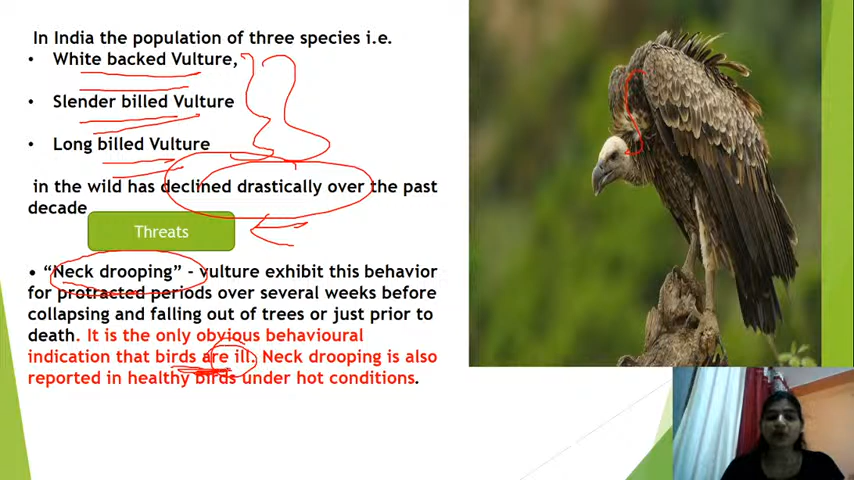 In India the population of three species i.e.
• White backed Vulture,
• Slender billed Vulture
• Long billed Vulture
in the wild has declined drastically over the past
decade
Threats
• “Neck drooping” - vulture exhibit this behavior
for protracted periods over several weeks before
collapsing and falling out of trees or just prior to
death. It is the only obvious behavioural
indication that birds are ill. Neck drooping is also
reported in healthy birds under hot conditions.